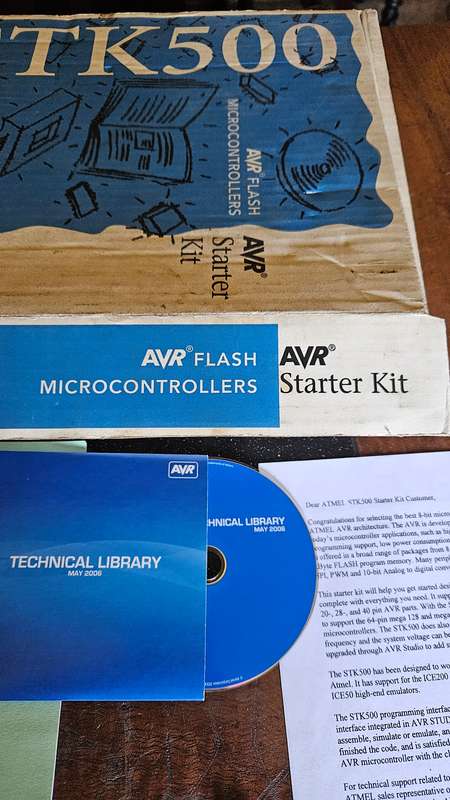 STK500
AVR® FLASH
MICROCONTROLLERS
AVR®
Starter
Kit
AVR® FLASH
MICROCONTROLLERS
AVR®
Starter Kit
AVR
TECHNICAL LIBRARY
MAY 2006
HNICAL LIBRARY
MAY 2006
Dear ATMEL STK500 Starter Kit Customer,
Congratulations for selecting the best 8-bit micro
ATMEL AVR architecture. The AVR is develop
today's microcontroller applications, such as hig
rogramming support, low power consumption
s offered in a broad range of packages from 8
Byte FLASH program memory. Many peopl
SPI, PWM and 10-bit Analog to digital conve
This starter kit will help you get started desi
complete with everything you need. It supp
20-, 28-, and 40 pin AVR parts. With the S
to support the 64-pin mega 128 and mega
microcontrollers. The STK500 does also
frequency and the system voltage can be
upgraded through AVR Studio to add s
The STK500 has been designed to wo
Atmel. It has support for the ICE200
ICE50 high-end emulators.
The STK500 programming interfac
interface integrated in AVR STUD
assemble, simulate or emulate, an
finished the code, and is satisfied
AVR microcontroller with the cl
For technical support related to
ATMEL sales representative o